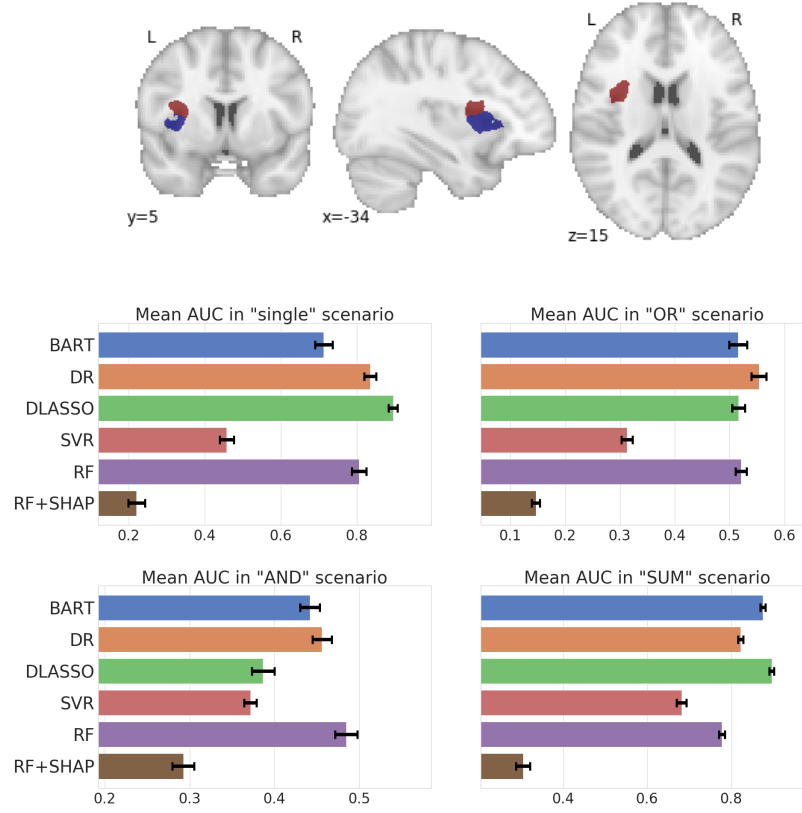 L R
L R
y=5
x=-34
z=15
Mean AUC in "single" scenario
Mean AUC in "OR" scenario
BART
DR
DLASSO
SVR
RF
RF+SHAP
0.2 0.4 0.6 0.8
0.1 0.2 0.3 0.4 0.5 0.6
Mean AUC in "AND" scenario
Mean AUC in "SUM" scenario
BART
DR
DLASSO
SVR
RF
RF+SHAP
0.2 0.3 0.4 0.5
0.4 0.6 0.8